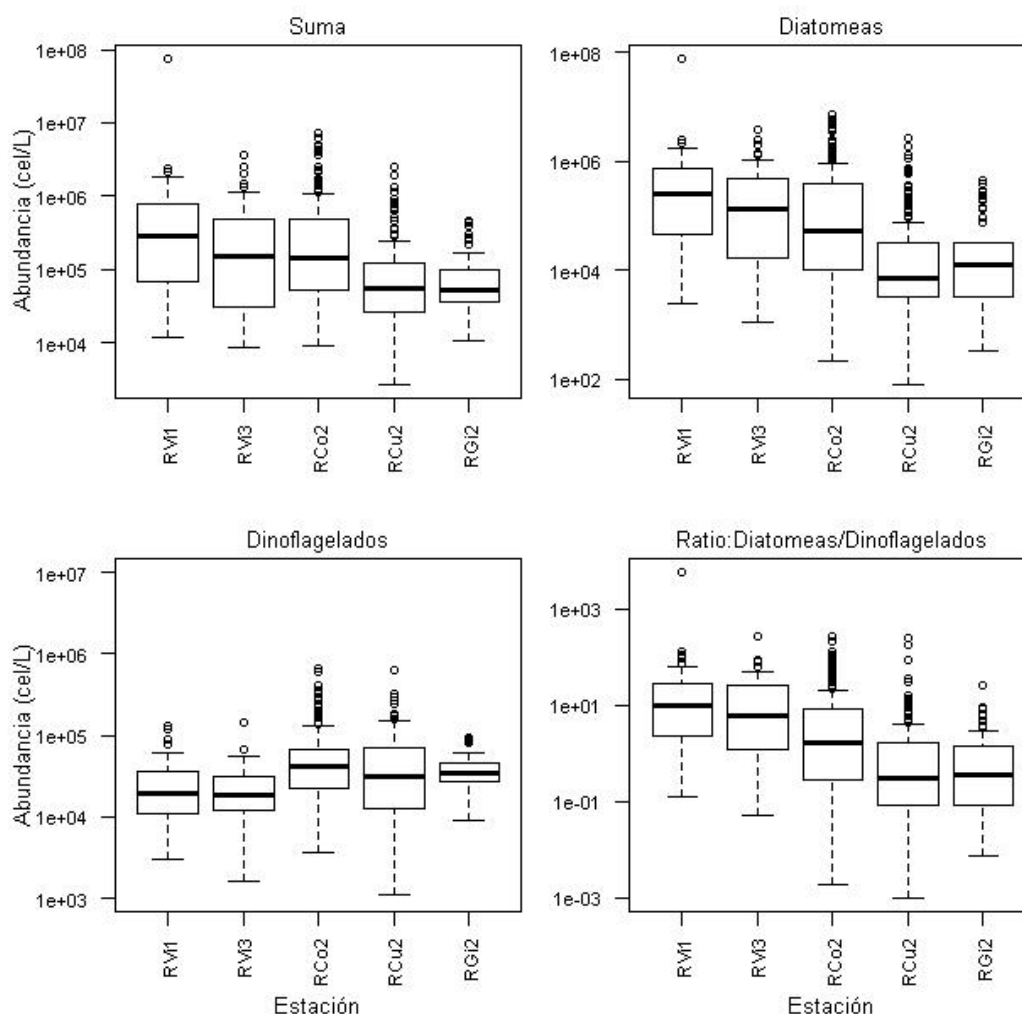 Suma
Abundancia (cel/L)
1e+08
1e+07
1e+06
1e+05
1e+04
RVi1
RVi3
RCo2
RCu2
RGi2
Diatomeas
1e+08
1e+06
1e+04
1e+02
RVi1
RVi3
RCo2
RCu2
RGi2
Dinoflagelados
Abundancia (cel/L)
1e+07
1e+06
1e+05
1e+04
1e+03
RVi1
RVi3
RCo2
RCu2
RGi2
Estación
Ratio:Diatomeas/Dinoflagelados
1e+03
1e+01
1e-01
1e-03
RVi1
RVi3
RCo2
RCu2
RGi2
Estación